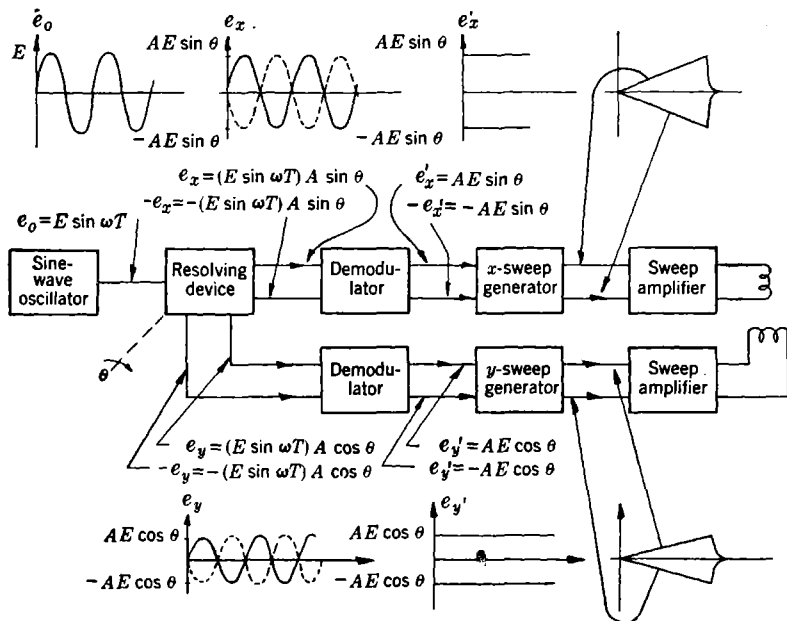 e₀
E
eₓ
AE sin θ
−AE sin θ
e′ₓ
AE sin θ
−AE sin θ
eₓ=(E sin ωT) A sin θ
-eₓ=−(E sin ωT) A sin θ
e′ₓ=AE sin θ
−e′ₓ=−AE sin θ
e₀=E sin ωT
Sine-
wave
oscillator
Resolving
device
Demodu-
lator
x-sweep
generator
Sweep
amplifier
θ
Demodu-
lator
y-sweep
generator
Sweep
amplifier
e_y=(E sin ωT) A cos θ
-e_y=−(E sin ωT) A cos θ
e_y′=AE cos θ
e_y′=−AE cos θ
e_y
AE cos θ
−AE cos θ
e_y′
AE cos θ
−AE cos θ